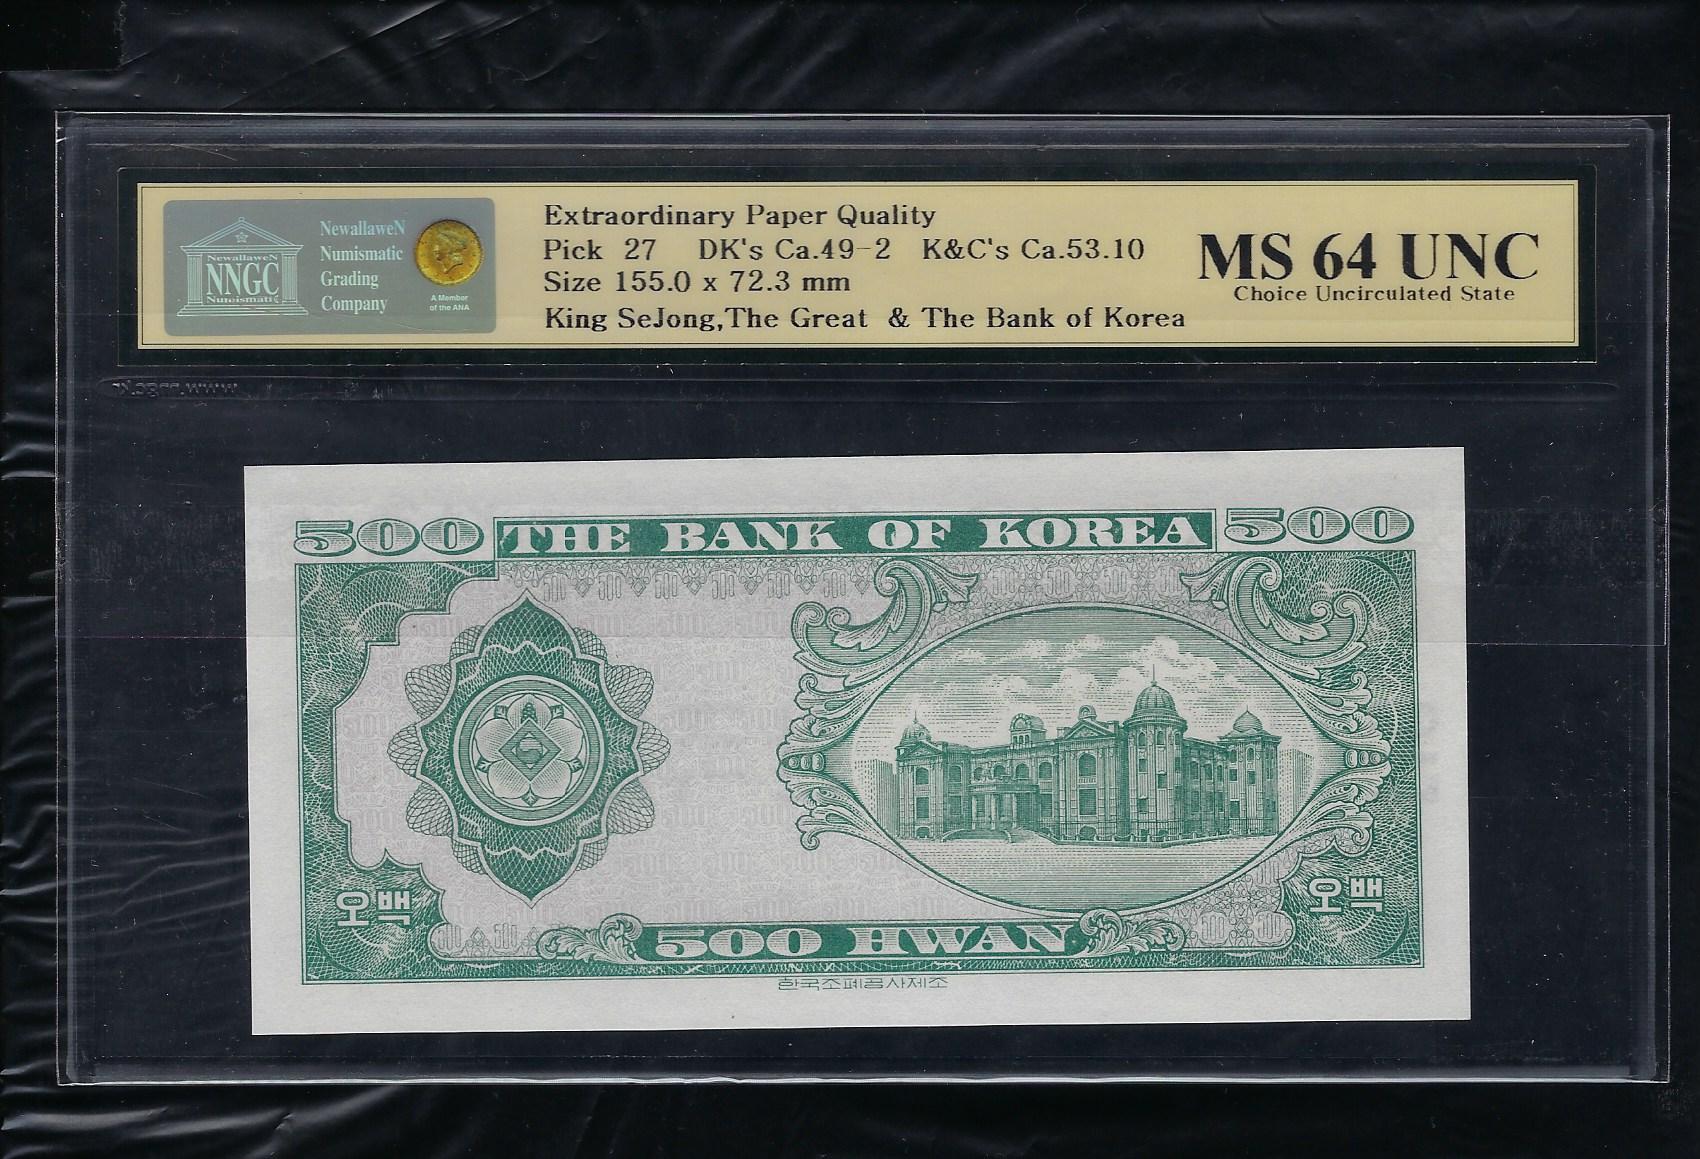 NewallaweN
NNGC
Numismatic
NewallaweN
Numismatic
Grading
Company
A Member
of the ANA
Extraordinary Paper Quality
Pick 27 DK's Ca.49-2 K&C's Ca.53.10
Size 155.0 x 72.3 mm
King SeJong,The Great & The Bank of Korea
MS 64 UNC
Choice Uncirculated State
500 THE BANK OF KOREA 500
오백 오백
500 HWAN
한국조폐공사제조